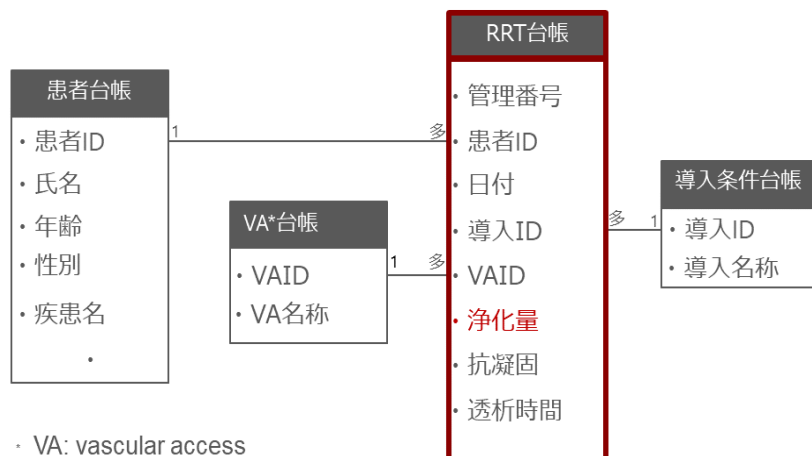 患者台帳
・患者ID
・氏名
・年齢
・性別
・疾患名
・
1
多
VA*台帳
・VAID
・VA名称
1
多
RRT台帳
・管理番号
・患者ID
・日付
・導入ID
・VAID
・浄化量
・抗凝固
・透析時間
多
1
導入条件台帳
・導入ID
・導入名称
* VA: vascular access